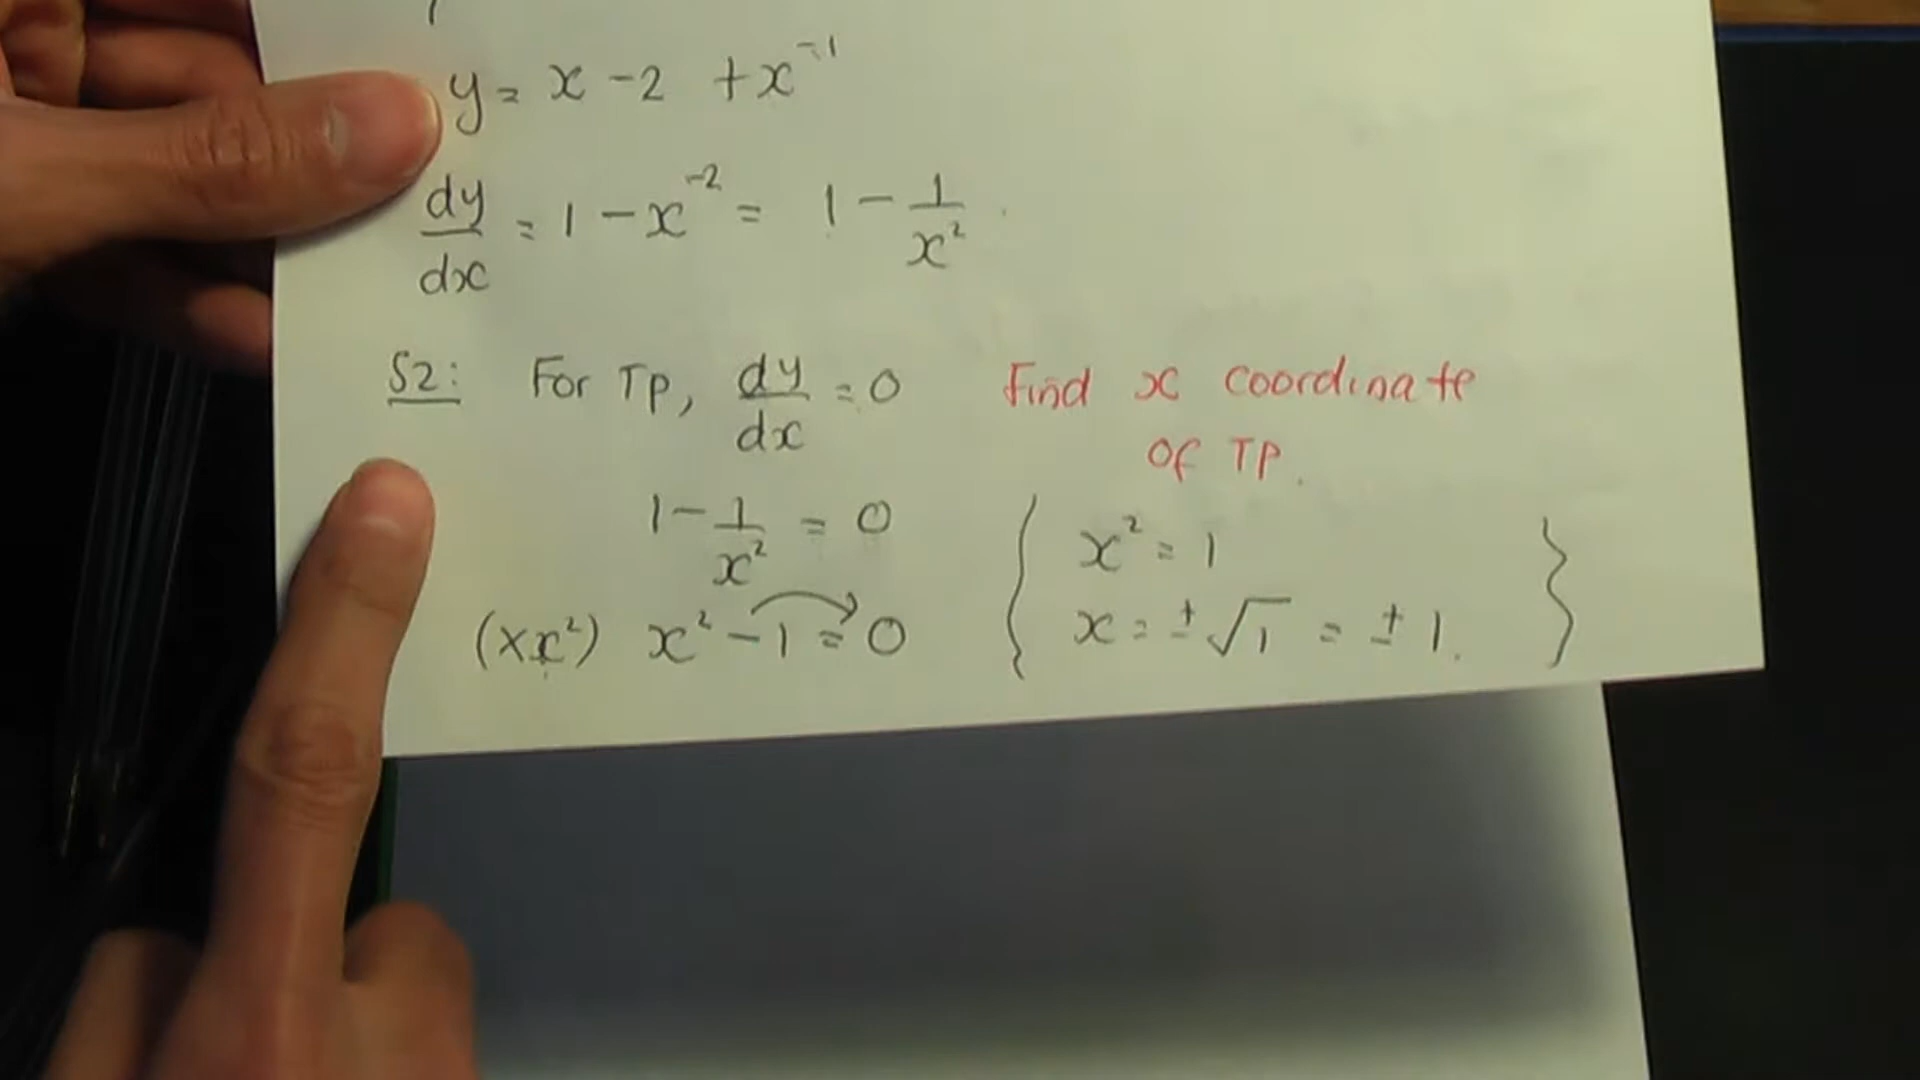 y = x - 2 + x⁻¹
dy/dx = 1 - x⁻² = 1 - 1/x²
S2: For TP, dy/dx = 0 Find x coordinate
of TP.
1 - 1/x² = 0
x² = 1
(×x²) x² - 1 = 0
x = ±√1 = ±1.